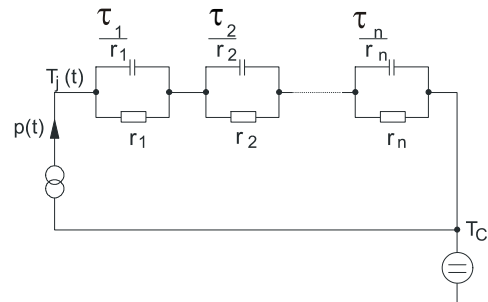 τ1 τ2 τn
r1 r2 rn
Tj(t)
p(t)
r1 r2 rn
TC